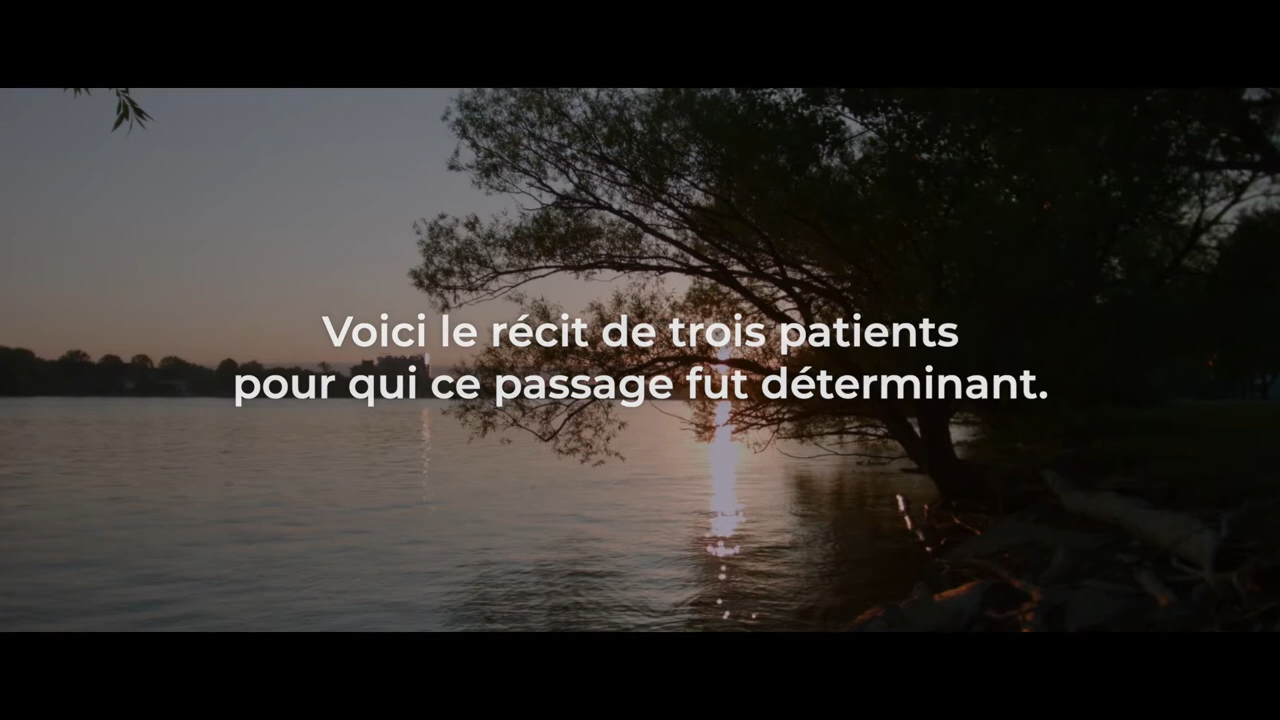 Voici le récit de trois patients
pour qui ce passage fut déterminant.